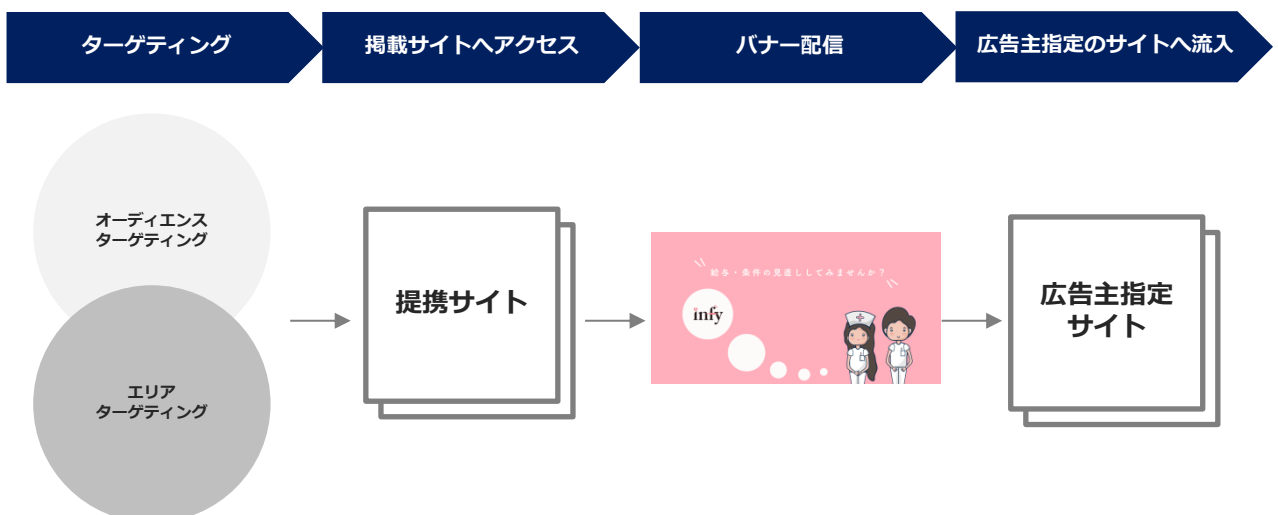 ターゲティング
掲載サイトへアクセス
バナー配信
広告主指定のサイトへ流入
オーディエンス
ターゲティング
エリア
ターゲティング
提携サイト
給与・条件の見直ししてみませんか?
infy
広告主指定
サイト